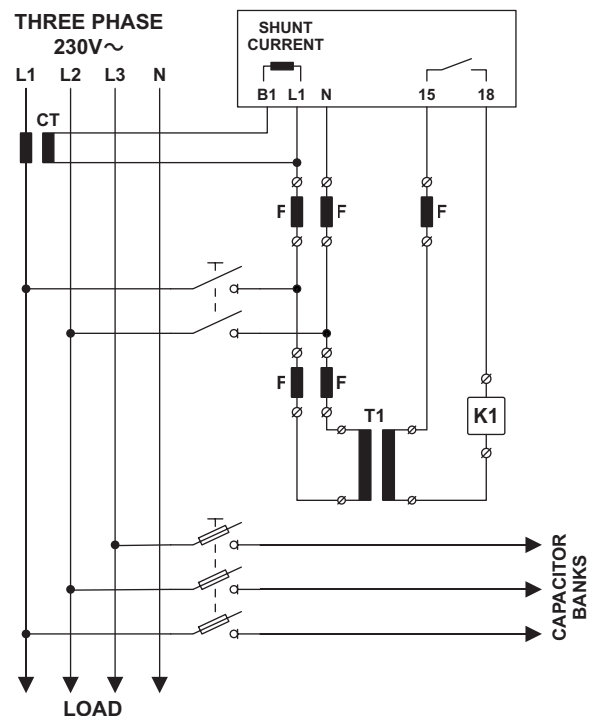 THREE PHASE
230V～
L1 L2 L3 N
SHUNT
CURRENT
B1 L1 N 15 18
CT
F F F
F F
T1
K1
CAPACITOR
BANKS
LOAD